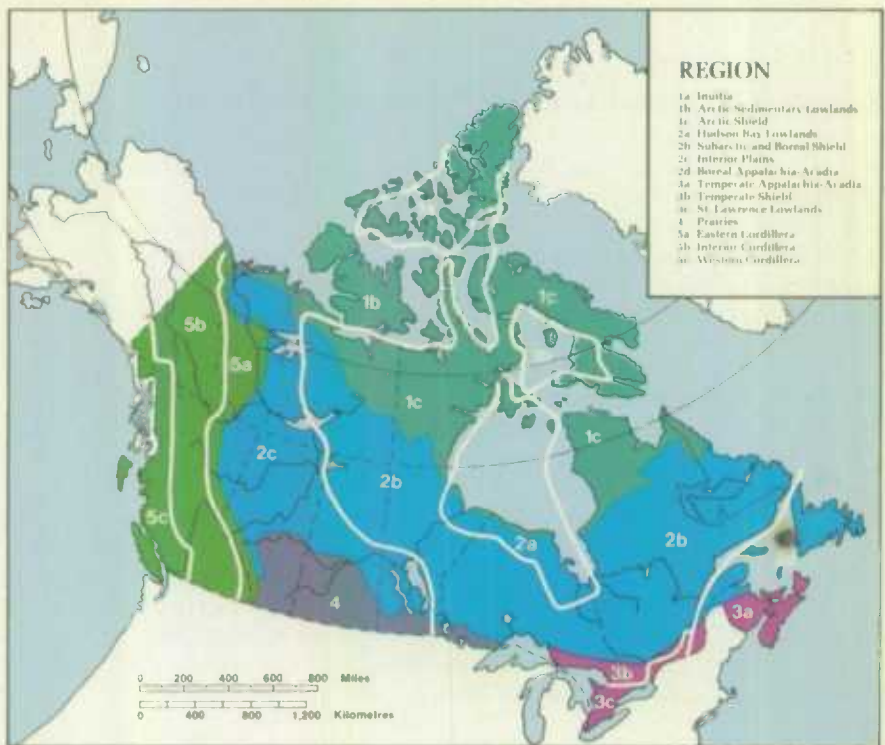 REGION
1a Inuitia
1b Arctic Sedimentary Lowlands
1c Arctic Shield
2a Hudson Bay Lowlands
2b Subarctic and Boreal Shield
2c Interior Plains
2d Boreal Appalachia-Acadia
3a Temperate Appalachia-Acadia
3b Temperate Shield
3c St. Lawrence Lowlands
4 Prairies
5a Eastern Cordillera
5b Interior Cordillera
5c Western Cordillera
1b
1c
5b
5a
1c
1c
2c
2b
5c
2a
2b
4
3a
3b
3c
0 200 400 600 800 Miles
0 400 800 1,200 Kilometres